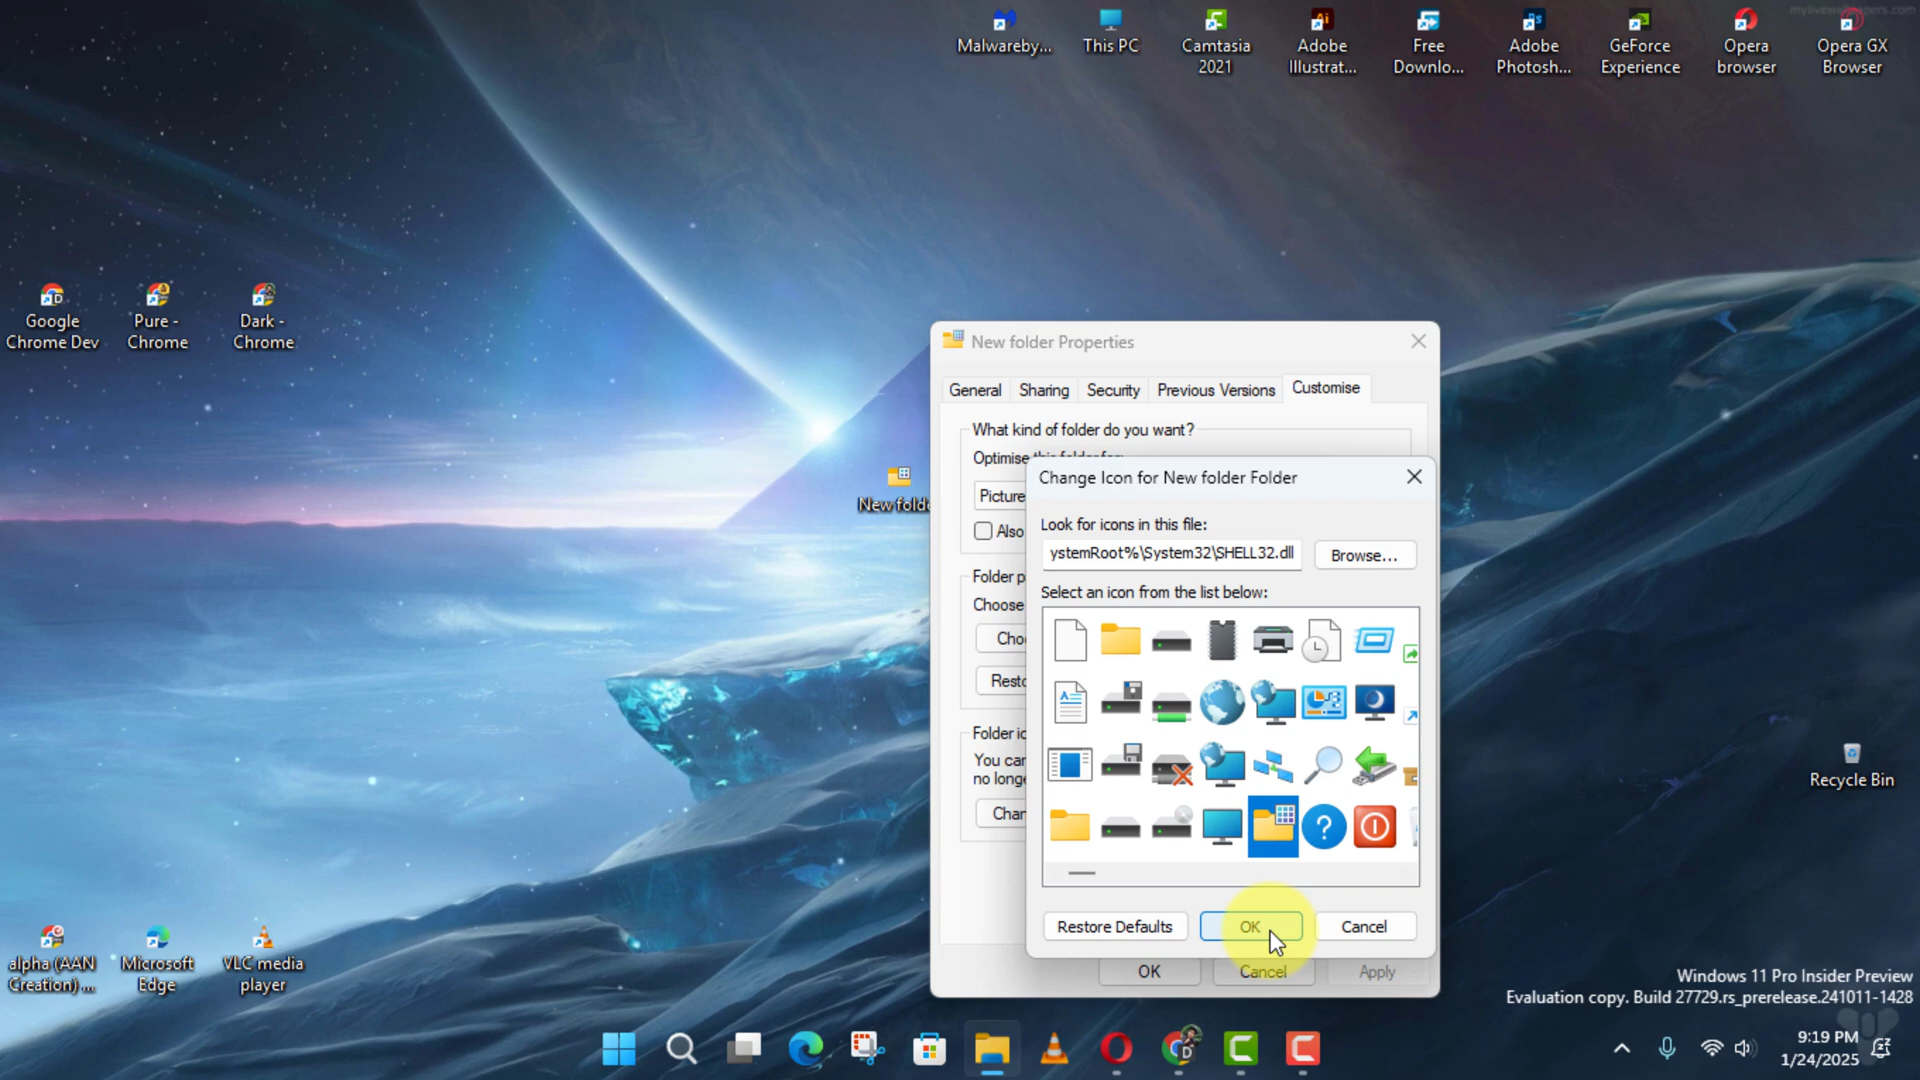 mylivewallpapers.com
Malwareby...
This PC
Camtasia
2021
Adobe
Illustrat...
Free
Downlo...
Adobe
Photosh...
GeForce
Experience
Opera
browser
Opera GX
Browser
Google
Chrome Dev
Pure -
Chrome
Dark -
Chrome
New folde
New folder Properties
General
Sharing
Security
Previous Versions
Customise
What kind of folder do you want?
Optimise this folder for:
Picture
Also
Folder p
Choose
Cho
Resto
Folder ic
You can
no longe
Chan
Change Icon for New folder Folder
Look for icons in this file:
ystemRoot%\System32\SHELL32.dll
Browse...
Select an icon from the list below:
Restore Defaults
OK
Cancel
OK
Cancel
Apply
Recycle Bin
alpha (AAN
Creation) ...
Microsoft
Edge
VLC media
player
Windows 11 Pro Insider Preview
Evaluation copy. Build 27729.rs_prerelease.241011-1428
9:19 PM
1/24/2025